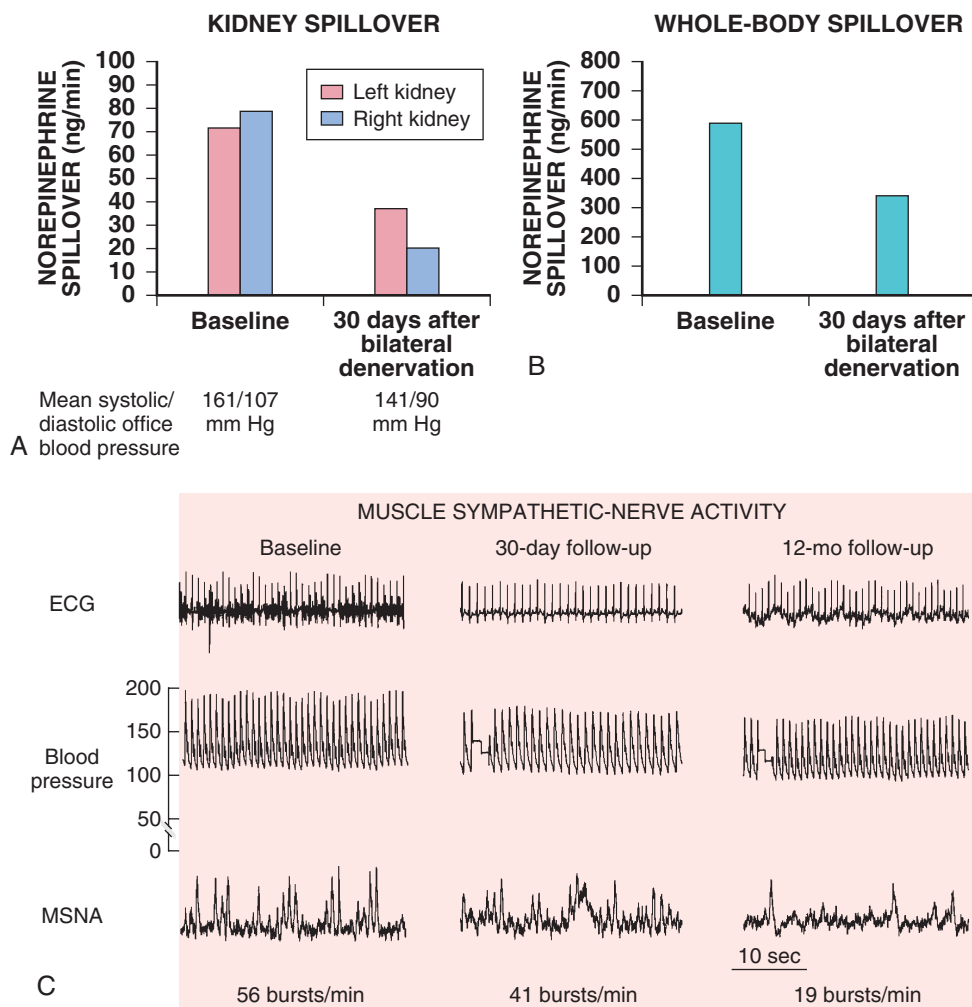 KIDNEY SPILLOVER
NOREPINEPHRINE
SPILLOVER (ng/min)
100
90
80
70
60
50
40
30
20
10
0
Left kidney
Right kidney
Baseline
30 days after
bilateral
denervation
Mean systolic/
diastolic office
blood pressure
161/107
mm Hg
141/90
mm Hg
A
WHOLE-BODY SPILLOVER
NOREPINEPHRINE
SPILLOVER (ng/min)
800
700
600
500
400
300
200
100
0
Baseline
30 days after
bilateral
denervation
B
MUSCLE SYMPATHETIC-NERVE ACTIVITY
Baseline
30-day follow-up
12-mo follow-up
ECG
Blood
pressure
200
150
100
50
0
MSNA
10 sec
56 bursts/min
41 bursts/min
19 bursts/min
C